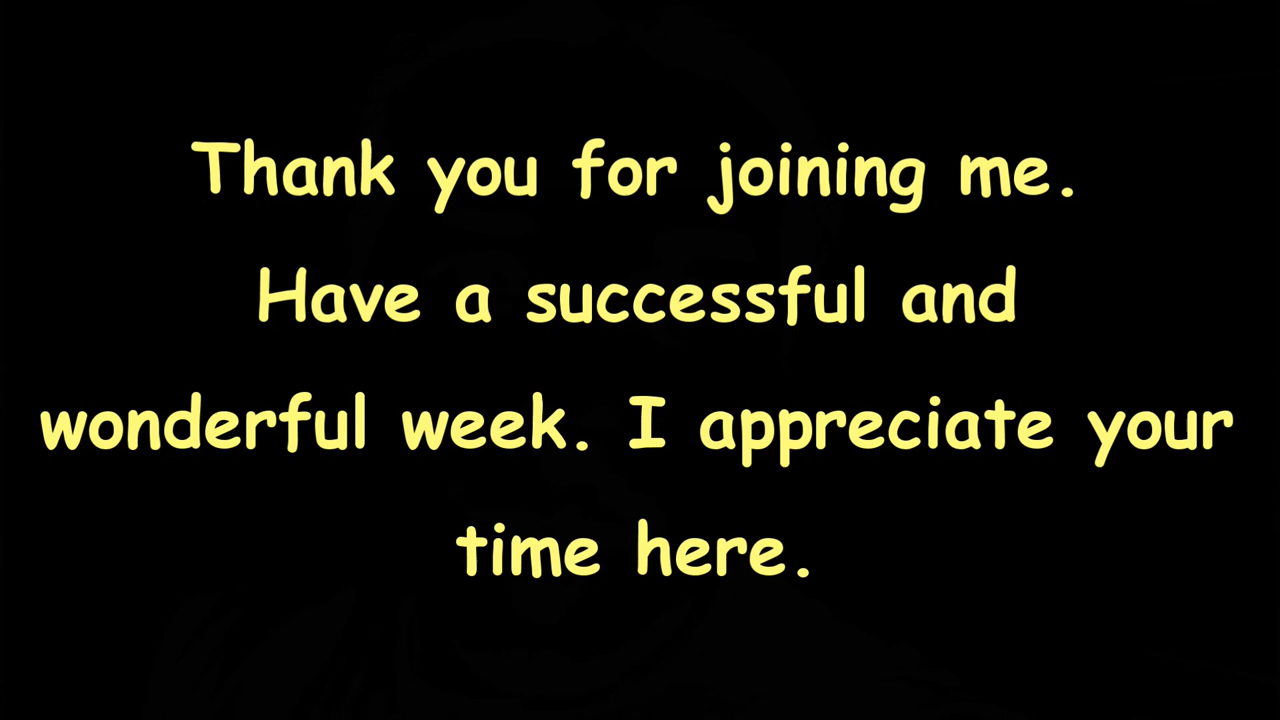 Thank you for joining me.
Have a successful and
wonderful week. I appreciate your
time here.